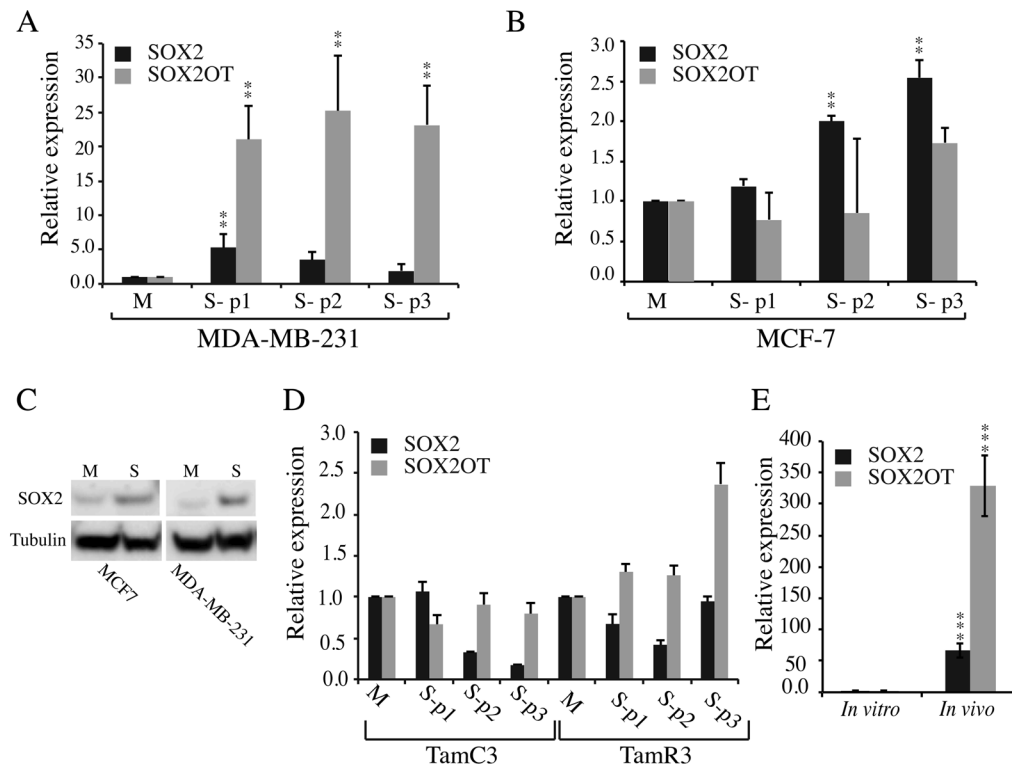 A
SOX2
SOX2OT
Relative expression
35
30
25
20
15
10
5.0
0.0
**
**
**
**
M
S- p1
S- p2
S- p3
MDA-MB-231
B
SOX2
SOX2OT
Relative expression
3.0
2.5
2.0
1.5
1.0
0.5
0.0
**
**
M
S- p1
S- p2
S- p3
MCF-7
C
M S M S
SOX2
Tubulin
MCF7
MDA-MB-231
D
SOX2
SOX2OT
Relative expression
3.0
2.5
2.0
1.5
1.0
0.5
0.0
M
S-p1
S-p2
S-p3
M
S-p1
S-p2
S-p3
TamC3
TamR3
E
SOX2
SOX2OT
Relative expression
400
350
300
250
200
150
100
50
0.0
***
***
In vitro
In vivo